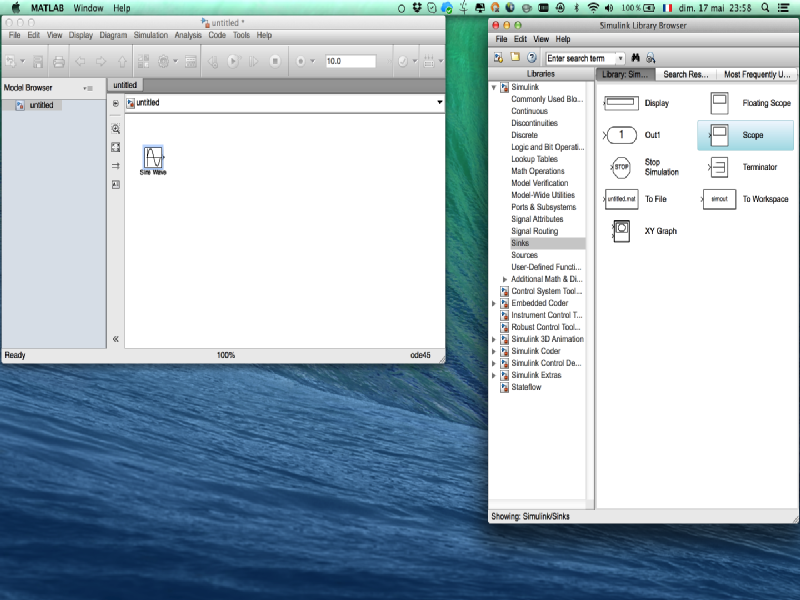 MATLAB Window Help
100% dim. 17 mai 23:58
untitled *
File Edit View Display Diagram Simulation Analysis Code Tools Help
10.0
Model Browser
untitled
untitled
untitled
Sine Wave
Ready 100% ode45
Simulink Library Browser
File Edit View Help
Enter search term
Libraries
Library: Sim... Search Res... Most Frequently U...
Simulink
Commonly Used Blo...
Continuous
Discontinuities
Discrete
Logic and Bit Operati...
Lookup Tables
Math Operations
Model Verification
Model-Wide Utilities
Ports & Subsystems
Signal Attributes
Signal Routing
Sinks
Sources
User-Defined Functi...
Additional Math & Di...
Control System Tool...
Embedded Coder
Instrument Control T...
Robust Control Tool...
Simulink 3D Animation
Simulink Coder
Simulink Control De...
Simulink Extras
Stateflow
Display
Floating Scope
1 Out1
Scope
STOP Stop
Simulation
Terminator
untitled.mat To File
simout To Workspace
XY Graph
Showing: Simulink/Sinks